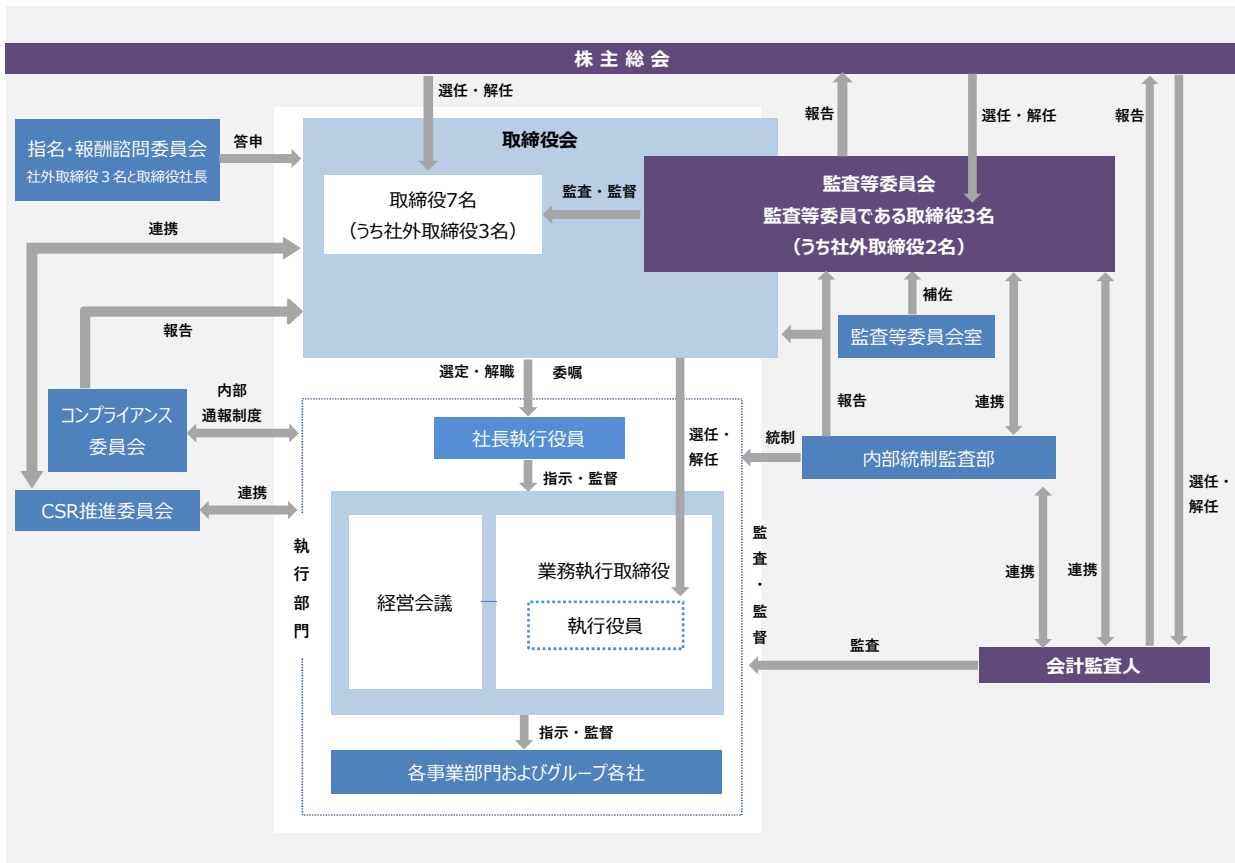 株主総会
選任・解任
報告
選任・解任
報告
指名・報酬諮問委員会
社外取締役３名と取締役社長
答申
取締役会
取締役7名
(うち社外取締役3名)
監査・監督
監査等委員会
監査等委員である取締役3名
(うち社外取締役2名)
連携
報告
補佐
監査等委員会室
選定・解職
委嘱
コンプライアンス
委員会
内部
通報制度
社長執行役員
選任・
解任
統制
報告
連携
内部統制監査部
指示・監督
CSR推進委員会
連携
選任・
解任
執
行
部
門
経営会議
業務執行取締役
執行役員
監
査
・
監
督
連携
連携
監査
会計監査人
指示・監督
各事業部門およびグループ各社